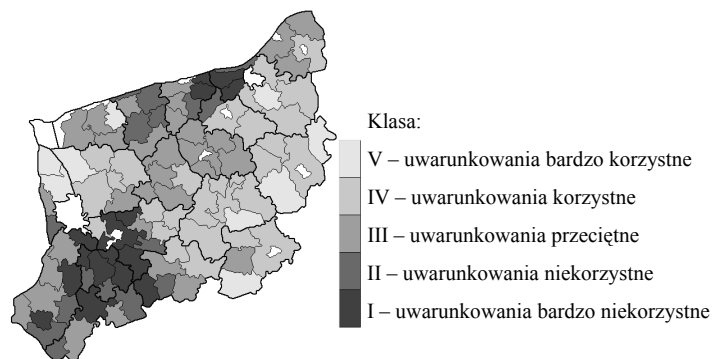 Klasa:
V – uwarunkowania bardzo korzystne
IV – uwarunkowania korzystne
III – uwarunkowania przeciętne
II – uwarunkowania niekorzystne
I – uwarunkowania bardzo niekorzystne